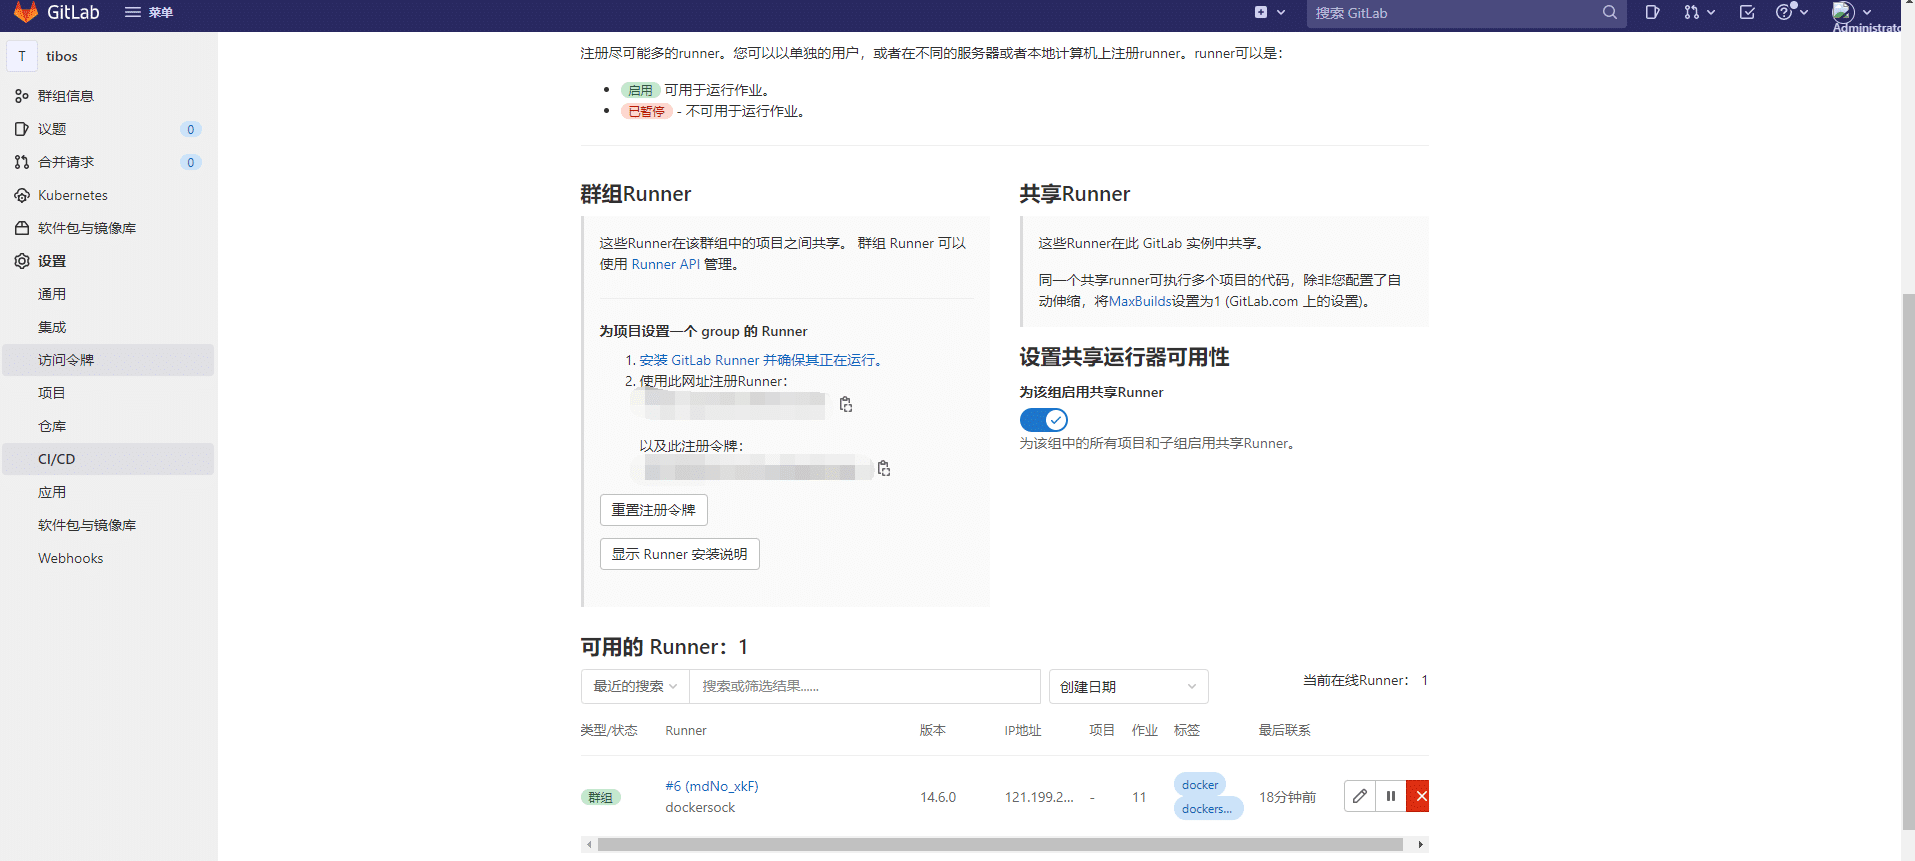 GitLab
菜单
搜索 GitLab
Administrato
T
tibos
群组信息
议题
0
合并请求
0
Kubernetes
软件包与镜像库
设置
通用
集成
访问令牌
项目
仓库
CI/CD
应用
软件包与镜像库
Webhooks
注册尽可能多的runner。您可以以单独的用户，或者在不同的服务器或者本地计算机上注册runner。runner可以是：
启用 可用于运行作业。
已暂停 - 不可用于运行作业。
群组Runner
这些Runner在该群组中的项目之间共享。 群组 Runner 可以
使用 Runner API 管理。
为项目设置一个 group 的 Runner
1. 安装 GitLab Runner 并确保其正在运行。
2. 使用此网址注册Runner：
以及此注册令牌：
重置注册令牌
显示 Runner 安装说明
共享Runner
这些Runner在此 GitLab 实例中共享。
同一个共享runner可执行多个项目的代码，除非您配置了自
动伸缩，将MaxBuilds设置为1 (GitLab.com 上的设置)。
设置共享运行器可用性
为该组启用共享Runner
为该组中的所有项目和子组启用共享Runner。
可用的 Runner：1
最近的搜索
搜索或筛选结果......
创建日期
当前在线Runner： 1
类型/状态 Runner 版本 IP地址 项目 作业 标签 最后联系
群组 #6 (mdNo_xkF) 14.6.0 121.199.2... - 11 docker 18分钟前
dockersock dockers...